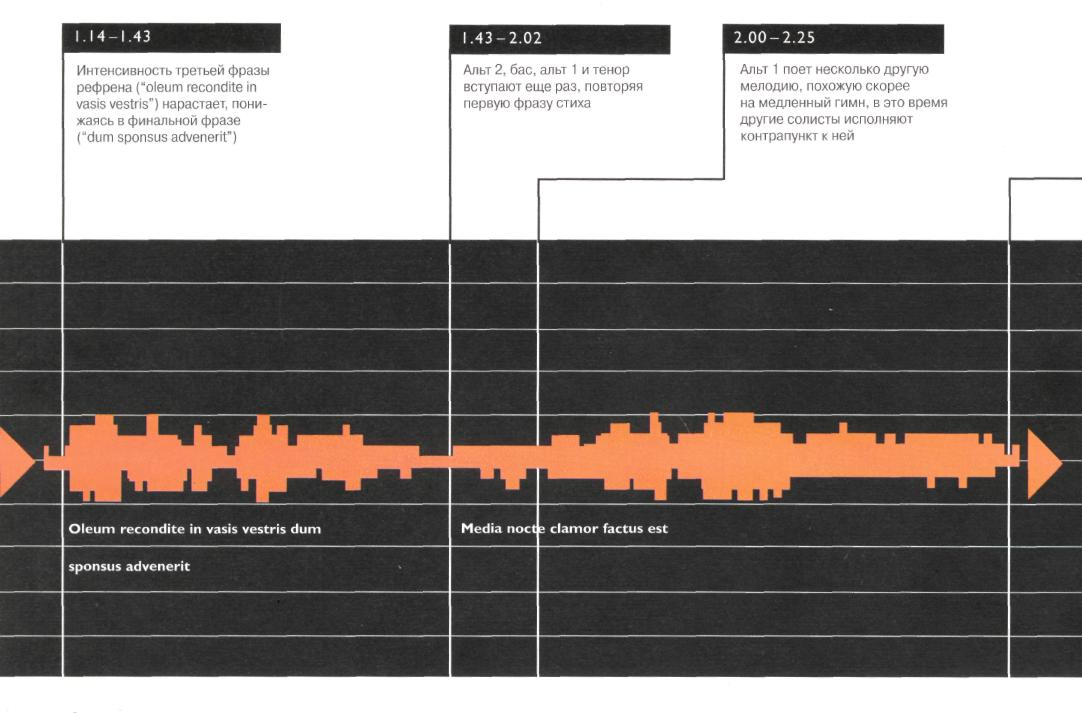 1.14–1.43
Интенсивность третьей фразы
рефрена (“oleum recondite in
vasis vestris”) нарастает, пони-
жаясь в финальной фразе
(“dum sponsus advenerit”)
1.43–2.02
Альт 2, бас, альт 1 и тенор
вступают еще раз, повторяя
первую фразу стиха
2.00–2.25
Альт 1 поет несколько другую
мелодию, похожую скорее
на медленный гимн, в это время
другие солисты исполняют
контрапункт к ней
Oleum recondite in vasis vestris dum
sponsus advenerit
Media nocte clamor factus est